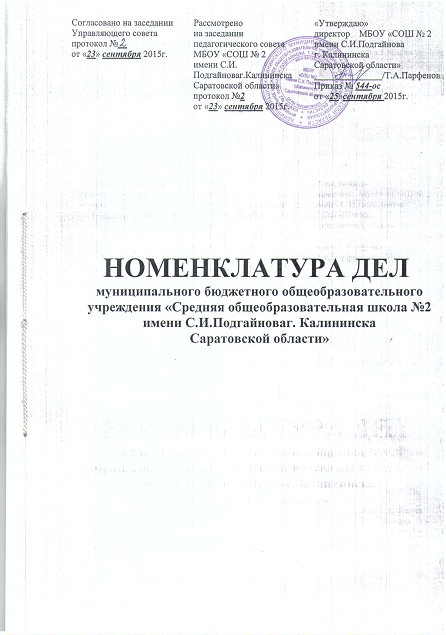 Согласовано на заседании
Управляющего совета
протокол № 2
от «23» сентября 2015г.
Рассмотрено
на заседании
педагогического совета
МБОУ «СОШ № 2
имени С.И.
Подгайноваг.Калининска
Саратовской области»
протокол №2
от «23» сентября 2015г.
«Утверждаю»
директор МБОУ «СОШ № 2
имени С.И.Подгайнова
г. Калининска
Саратовской области»
/Т.А.Парфенов
Приказ № 544-ос
от «25» сентября 2015г.
НОМЕНКЛАТУРА ДЕЛ
муниципального бюджетного общеобразовательного
учреждения «Средняя общеобразовательная школа №2
имени С.И.Подгайноваг. Калининска
Саратовской области»